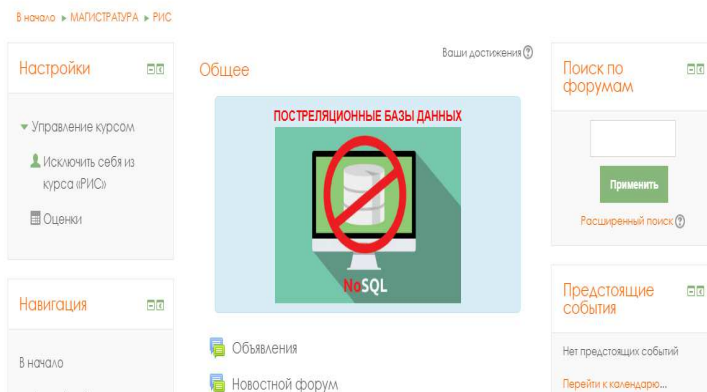 В начало ▶ МАГИСТРАТУРА ▶ РИС
Настройки
Управление курсом
Исключить себя из
курса «РИС»
Оценки
Навигация
В начало
Ваши достижения
Общее
ПОСТРЕЛЯЦИОННЫЕ БАЗЫ ДАННЫХ
NoSQL
Объявления
Новостной форум
Поиск по
форумам
Применить
Расширенный поиск
Предстоящие
события
Нет предстоящих событий
Перейти к календарю...